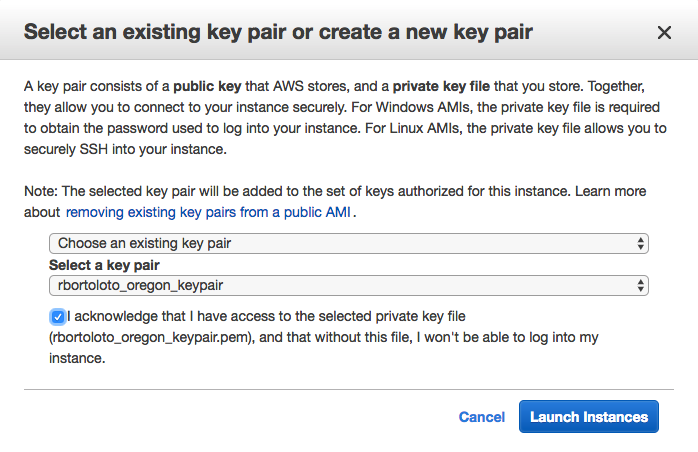 Select an existing key pair or create a new key pair
A key pair consists of a public key that AWS stores, and a private key file that you store. Together,
they allow you to connect to your instance securely. For Windows AMIs, the private key file is required
to obtain the password used to log into your instance. For Linux AMIs, the private key file allows you to
securely SSH into your instance.
Note: The selected key pair will be added to the set of keys authorized for this instance. Learn more
about removing existing key pairs from a public AMI.
Choose an existing key pair
Select a key pair
rbortoloto_oregon_keypair
I acknowledge that I have access to the selected private key file
(rbortoloto_oregon_keypair.pem), and that without this file, I won't be able to log into my
instance.
Cancel Launch Instances